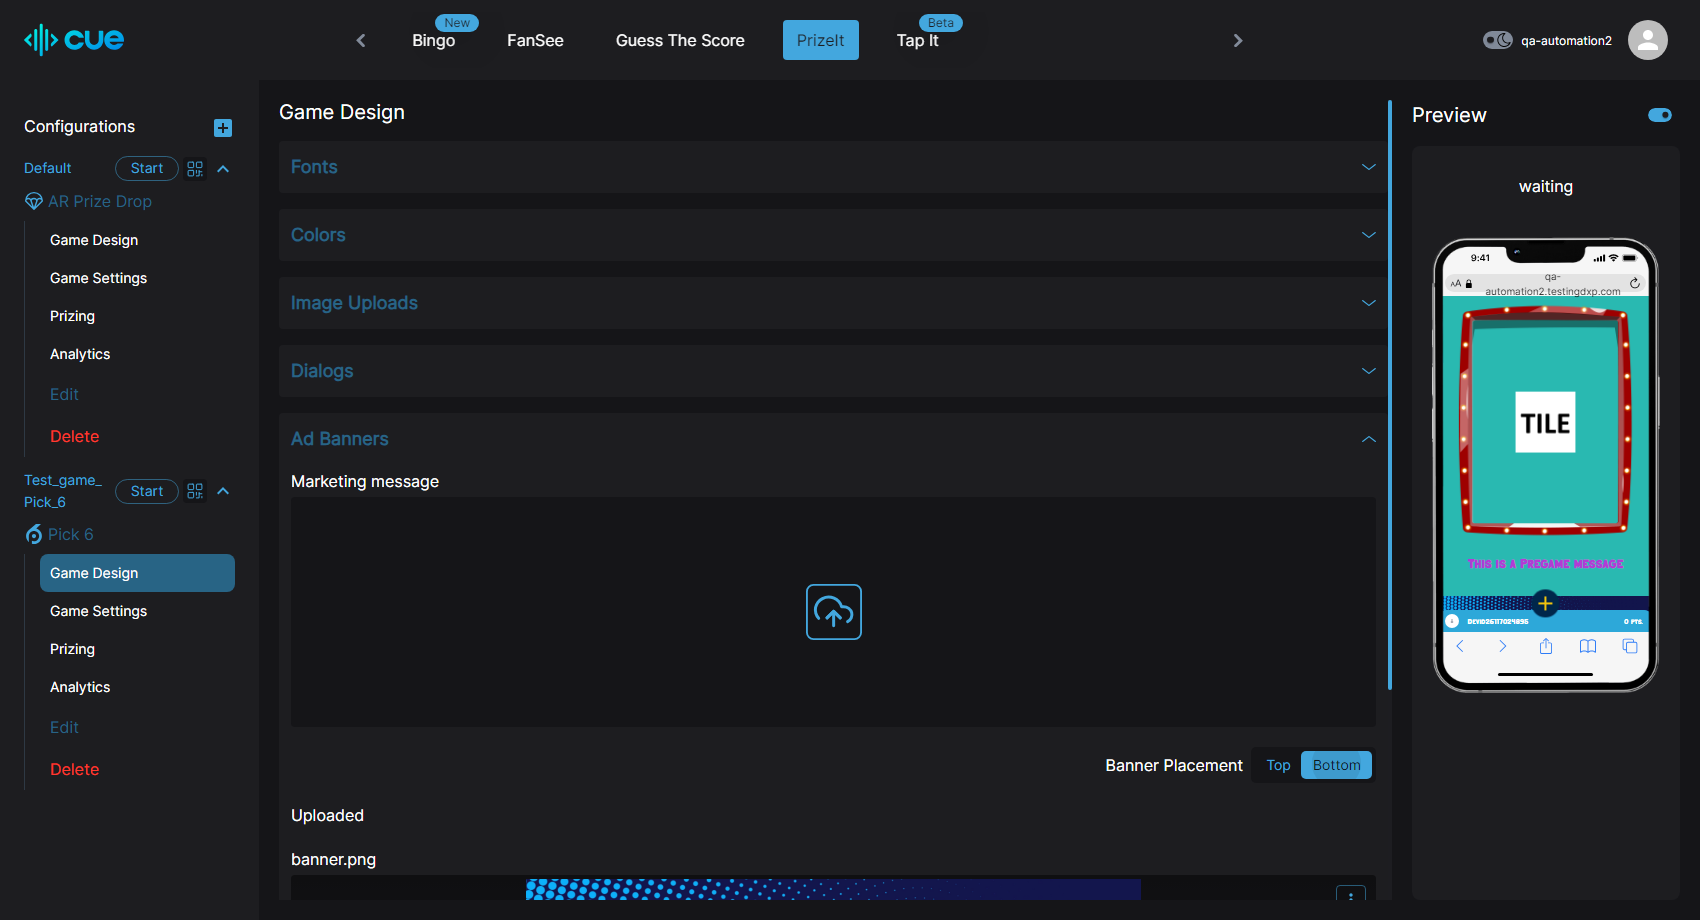 cue
New
Bingo
FanSee
Guess The Score
PrizeIt
Beta
Tap It
qa-automation2
Configurations
Default
Start
AR Prize Drop
Game Design
Game Settings
Prizing
Analytics
Edit
Delete
Test_game_
Pick_6
Start
Pick 6
Game Design
Game Settings
Prizing
Analytics
Edit
Delete
Game Design
Fonts
Colors
Image Uploads
Dialogs
Ad Banners
Marketing message
Banner Placement
Top
Bottom
Uploaded
banner.png
Preview
waiting
9:41
AA
qa-
automation2.testingdxp.com
TILE
This is a Pregame message
0 PTS.